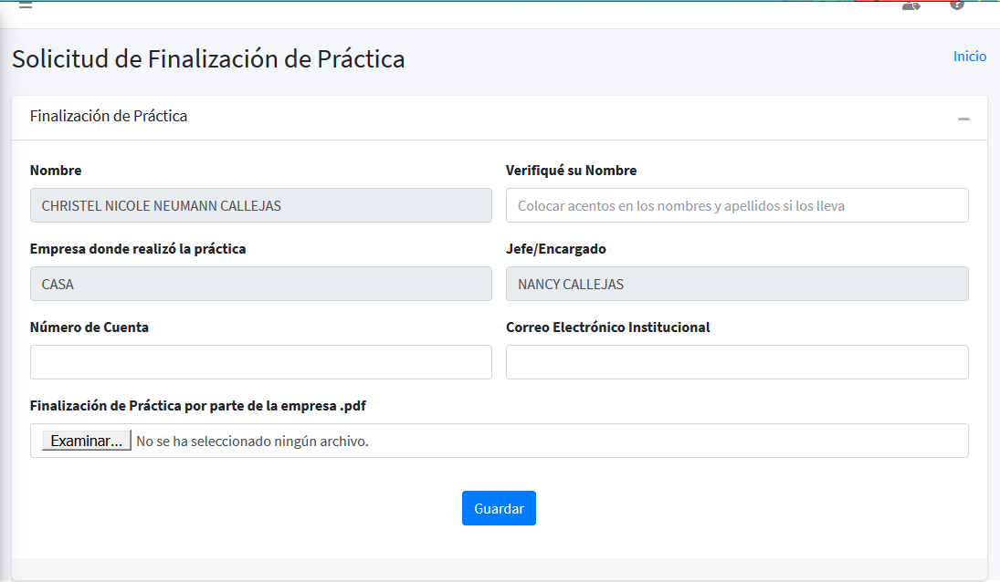 Solicitud de Finalización de Práctica
Inicio
Finalización de Práctica
Nombre
Verifiqué su Nombre
CHRISTEL NICOLE NEUMANN CALLEJAS
Colocar acentos en los nombres y apellidos si los lleva
Empresa donde realizó la práctica
Jefe/Encargado
CASA
NANCY CALLEJAS
Número de Cuenta
Correo Electrónico Institucional
Finalización de Práctica por parte de la empresa .pdf
Examinar... No se ha seleccionado ningún archivo.
Guardar